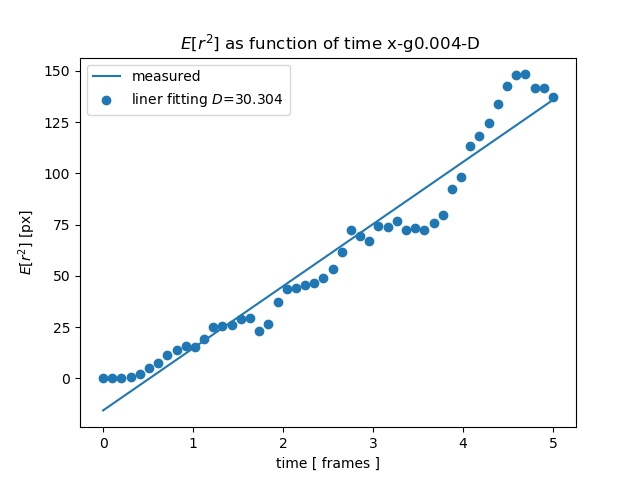 E[r²] as function of time x-g0.004-D
measured
liner fitting D=30.304
150
125
100
75
50
25
0
E[r²] [px]
0 1 2 3 4 5
time [ frames ]